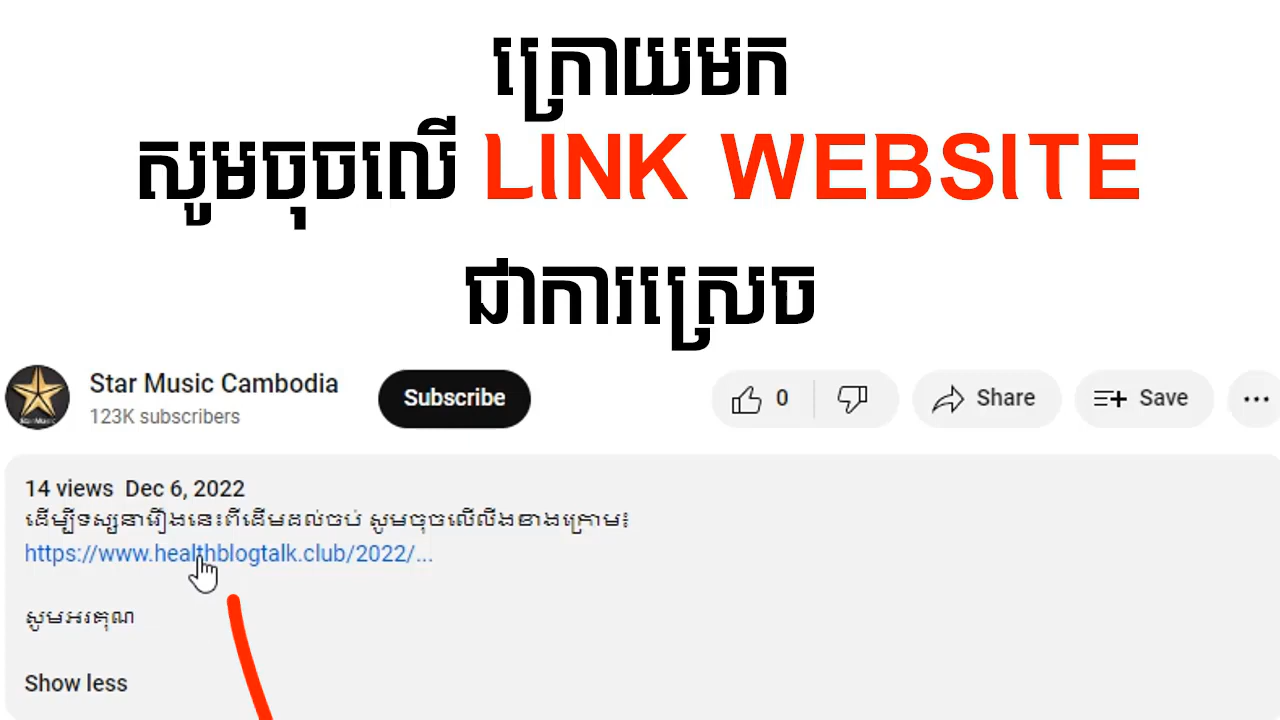 ក្រោយមក
សូមចុចលើ LINK WEBSITE
ជាការស្រេច
Star Music Cambodia
123K subscribers
Subscribe
0
Share
Save
14 views Dec 6, 2022
ដើម្បីទស្សនារឿងនេះពីដើមដល់ចប់ សូមចុចលើលីងខាងក្រោម៖
https://www.healthblogtalk.club/2022/...
សូមអរគុណ
Show less